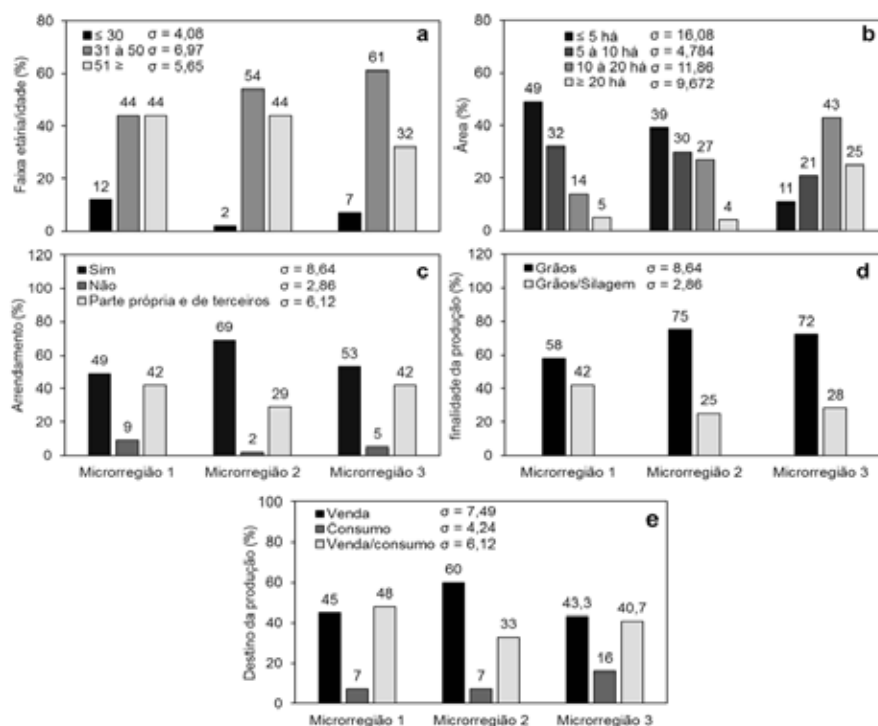 a
≤ 30 σ = 4,08
31 à 50 σ = 6,97
51 ≥ σ = 5,65
Faixa etária/idade (%)
80
60
40
20
0
12 44 44
2 54 44
7 61 32
b
≤ 5 há σ = 16,08
5 à 10 há σ = 4,784
10 à 20 há σ = 11,86
≥ 20 há σ = 9,672
Área (%)
80
60
40
20
0
49 32 14 5
39 30 27 4
11 21 43 25
c
Sim σ = 8,64
Não σ = 2,86
Parte própria e de terceiros σ = 6,12
Arrendamento (%)
120
100
80
60
40
20
0
49 9 42
69 2 29
53 5 42
Microrregião 1 Microrregião 2 Microrregião 3
d
Grãos σ = 8,64
Grãos/Silagem σ = 2,86
finalidade da produção (%)
120
100
80
60
40
20
0
58 42
75 25
72 28
Microrregião 1 Microrregião 2 Microrregião 3
e
Venda σ = 7,49
Consumo σ = 4,24
Venda/consumo σ = 6,12
Destino da produção (%)
100
80
60
40
20
0
45 7 48
60 7 33
43,3 16 40,7
Microrregião 1 Microrregião 2 Microrregião 3